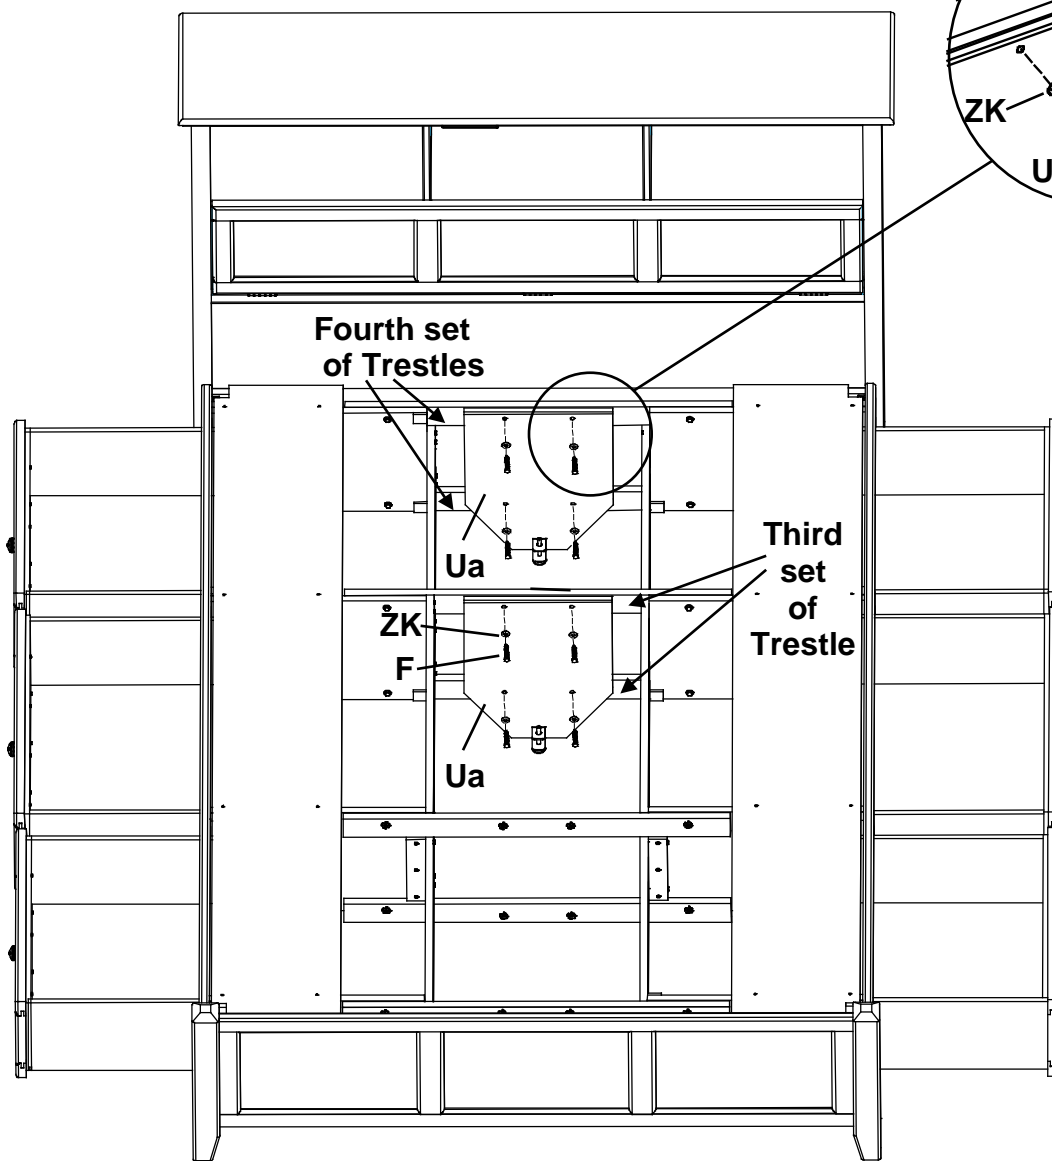 ZK
U
Fourth set
of Trestles
Ua
Third
set
of
Trestle
ZK
F
Ua